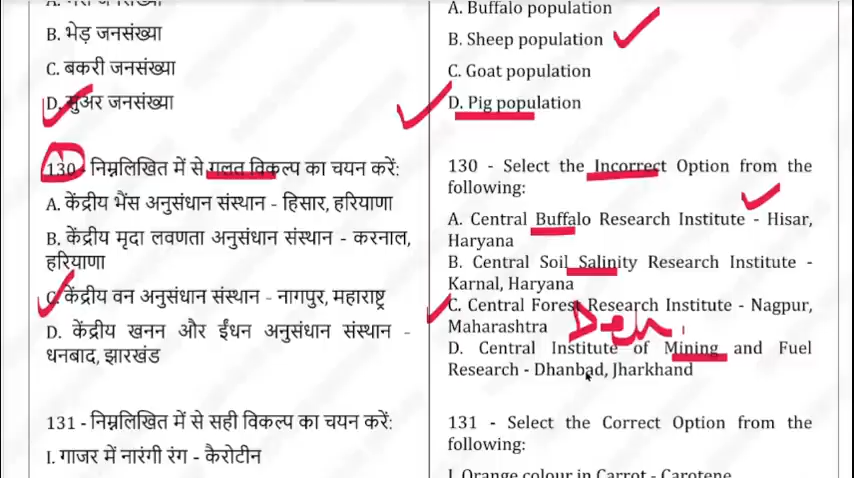 B. भेड़ जनसंख्या
C. बकरी जनसंख्या
D. सुअर जनसंख्या
130 - निम्नलिखित में से गलत विकल्प का चयन करें:
A. केंद्रीय भैंस अनुसंधान संस्थान - हिसार, हरियाणा
B. केंद्रीय मृदा लवणता अनुसंधान संस्थान - करनाल,
हरियाणा
C. केंद्रीय वन अनुसंधान संस्थान - नागपुर, महाराष्ट्र
D. केंद्रीय खनन और ईंधन अनुसंधान संस्थान -
धनबाद, झारखंड
131 - निम्नलिखित में से सही विकल्प का चयन करें:
I. गाजर में नारंगी रंग - कैरोटीन
A. Buffalo population
B. Sheep population
C. Goat population
D. Pig population
130 - Select the Incorrect Option from the
following:
A. Central Buffalo Research Institute - Hisar,
Haryana
B. Central Soil Salinity Research Institute -
Karnal, Haryana
C. Central Forest Research Institute - Nagpur,
Maharashtra
D. Central Institute of Mining and Fuel
Research - Dhanbad, Jharkhand
131 - Select the Correct Option from the
following:
I. Orange colour in Carrot - Carotene